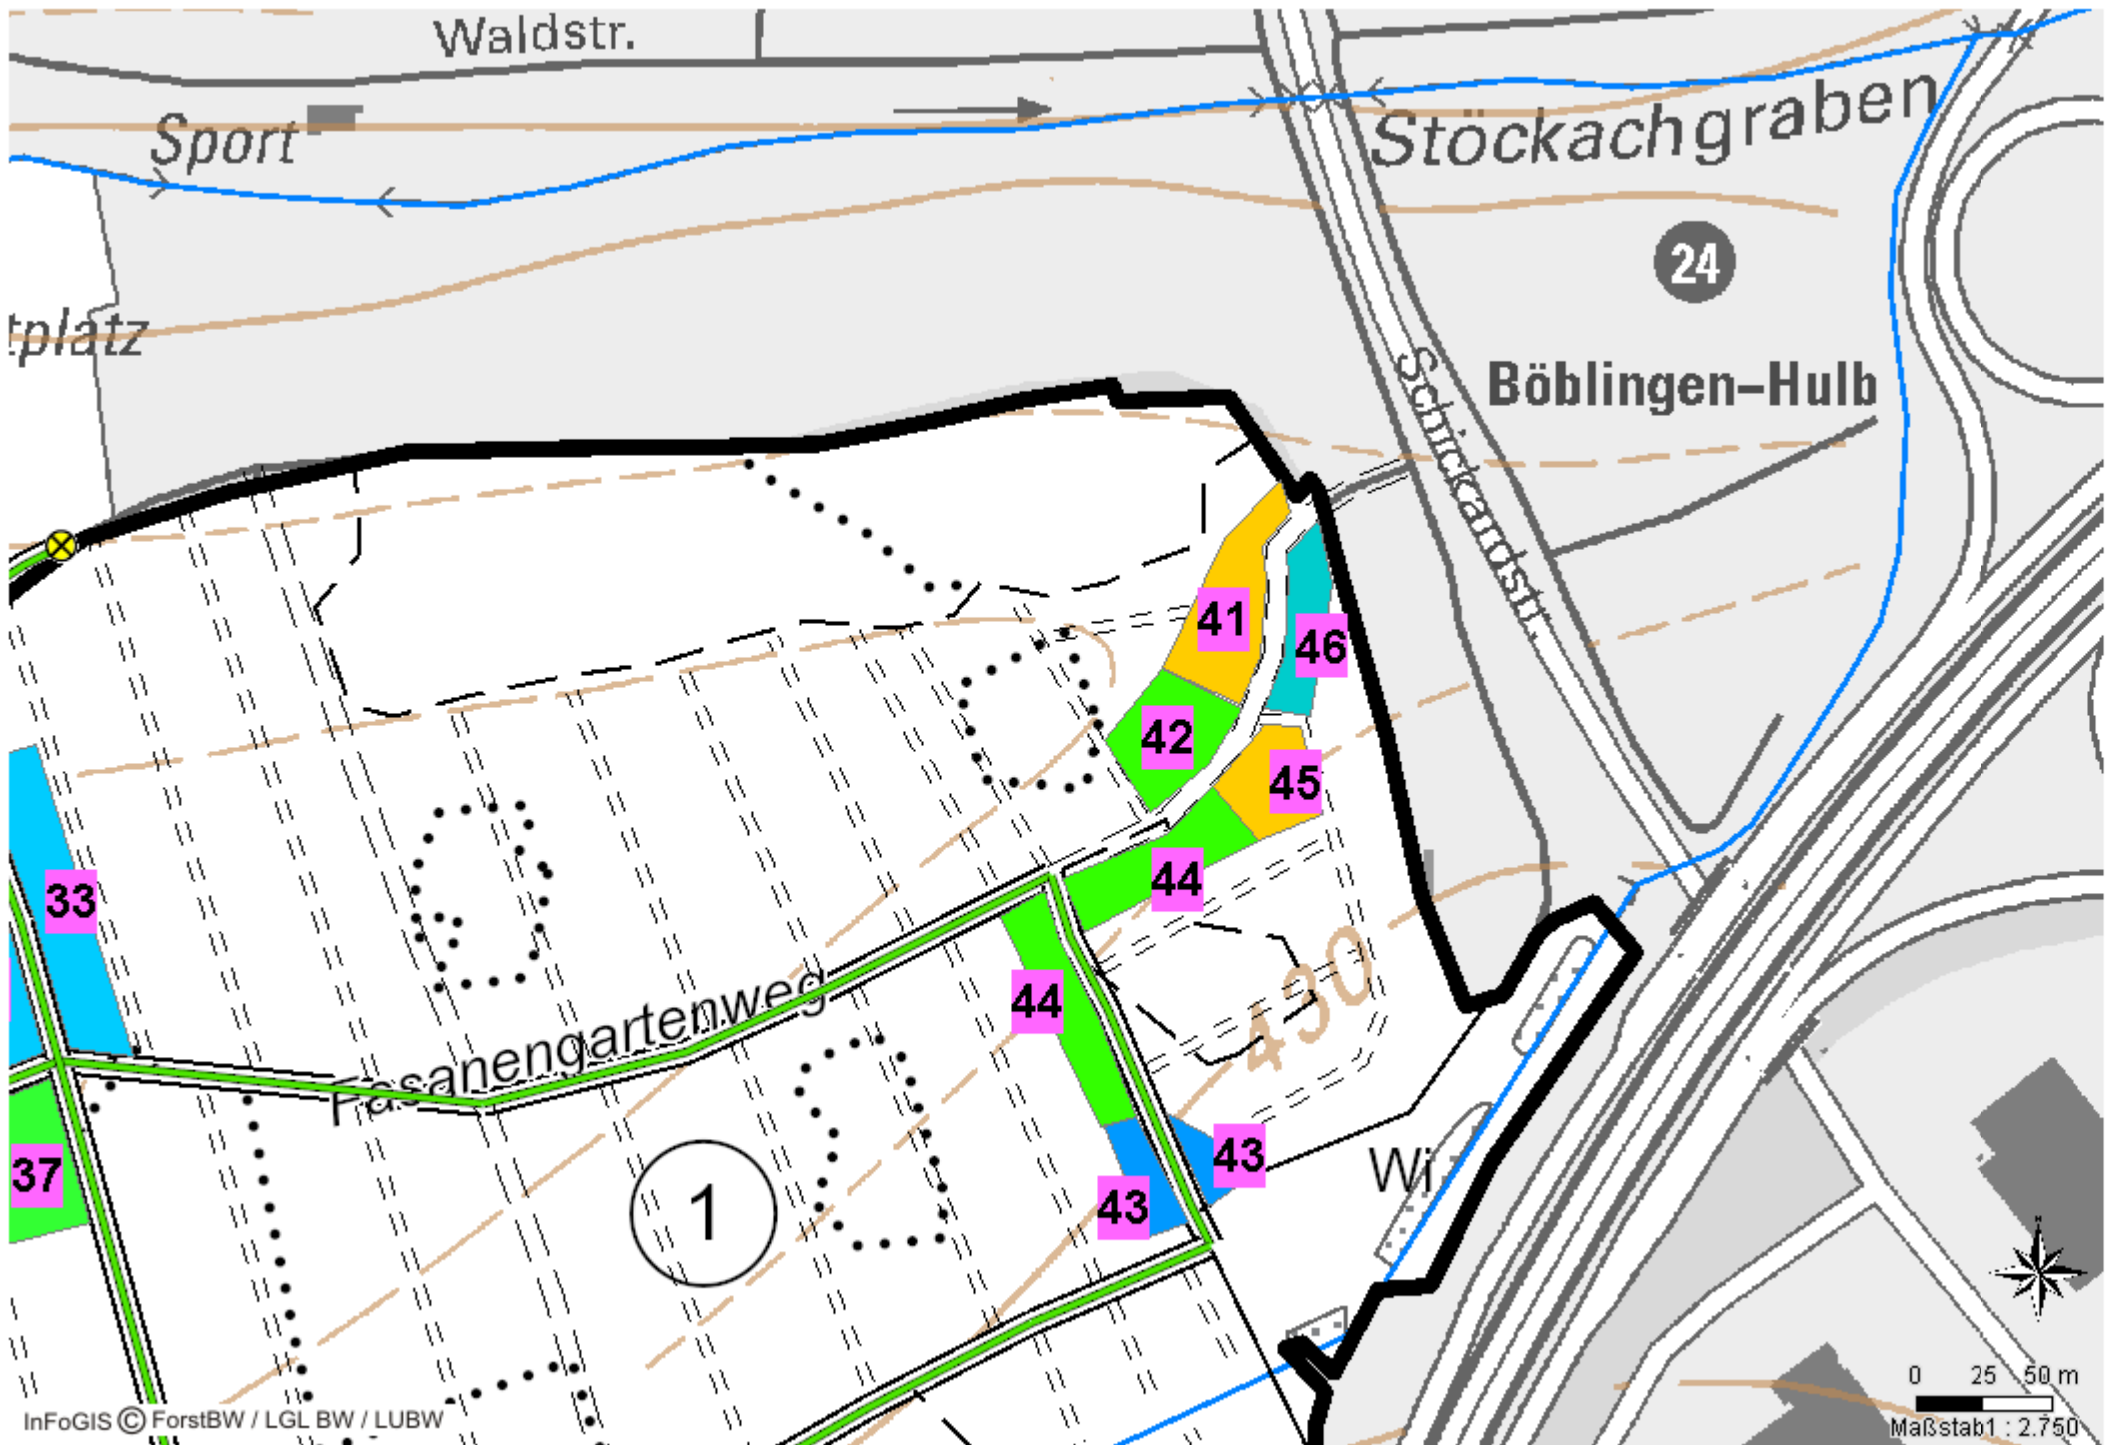 Waldstr.
Sport
Stöckachgraben
24
tplatz
Böblingen-Hulb
Schickardtstr.
41
46
42
45
33
44
44
430
Fasanengartenweg
37
1
43
43
Wi
0 25 50 m
Maßstab1 : 2.750
InFoGIS © ForstBW / LGL BW / LUBW